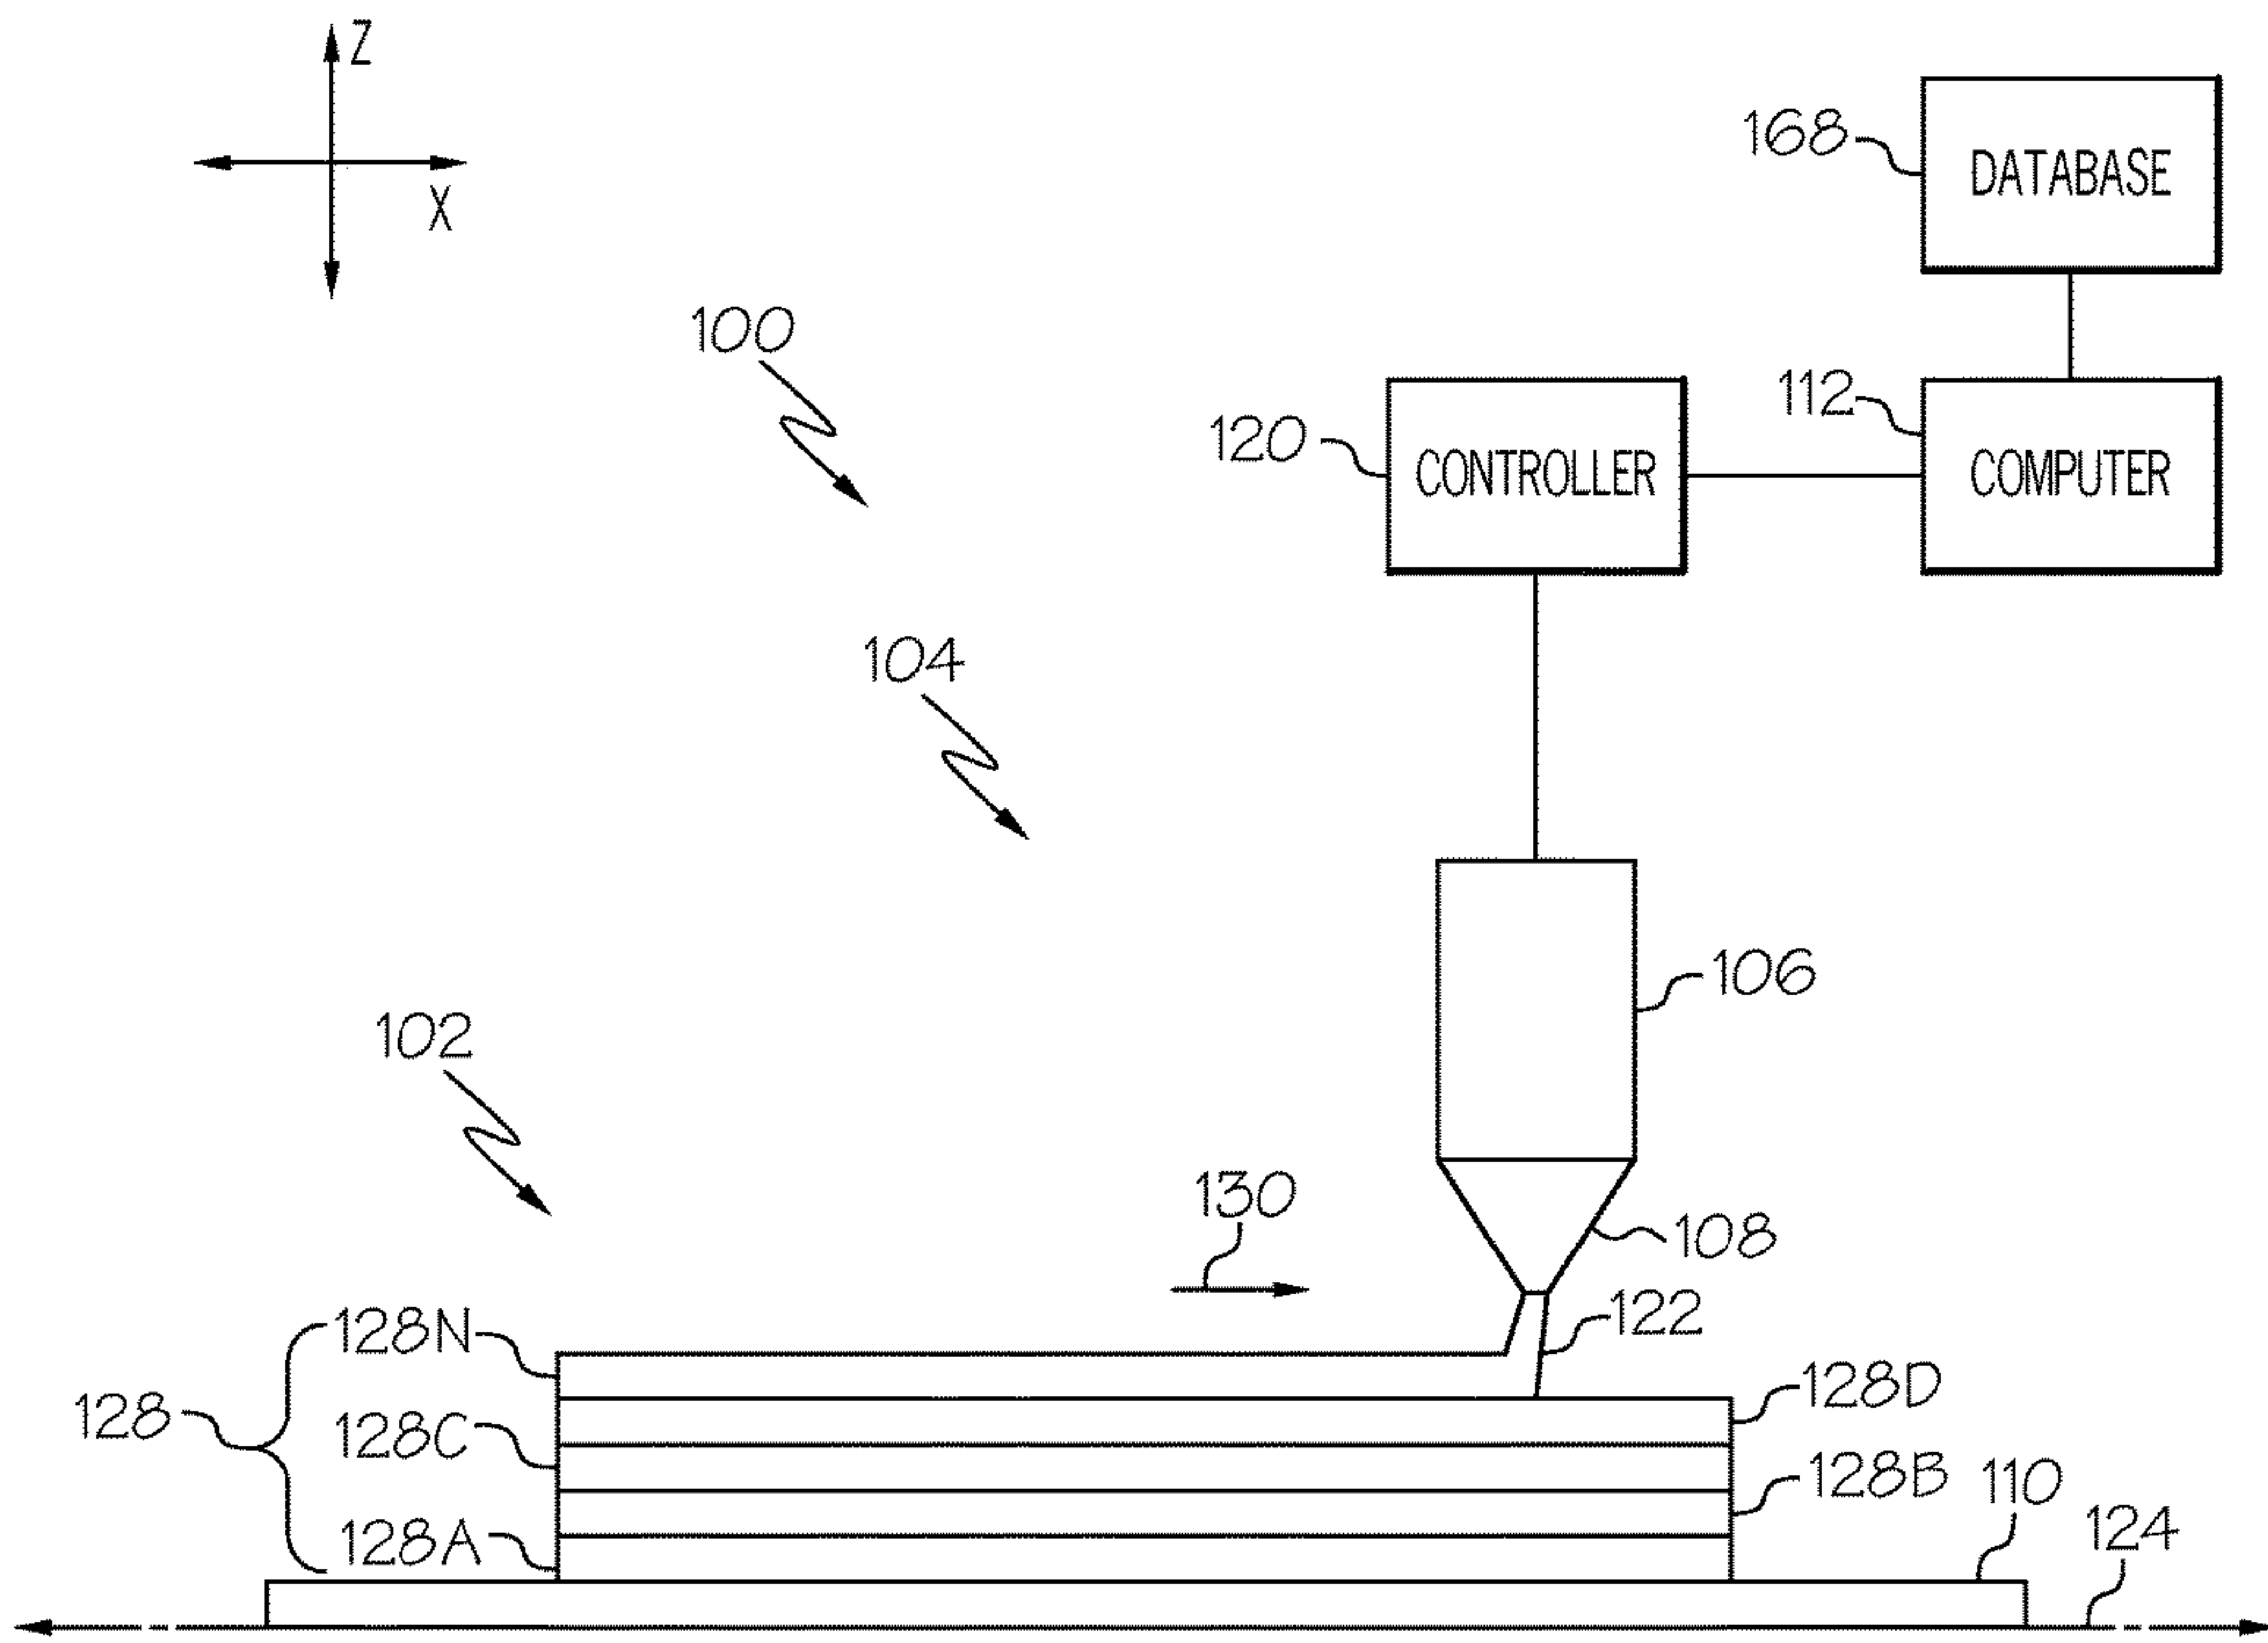 Z
X
168
DATABASE
100
112
120
CONTROLLER
COMPUTER
104
106
102
130
108
122
128N
128D
128
128C
128B
110
128A
124